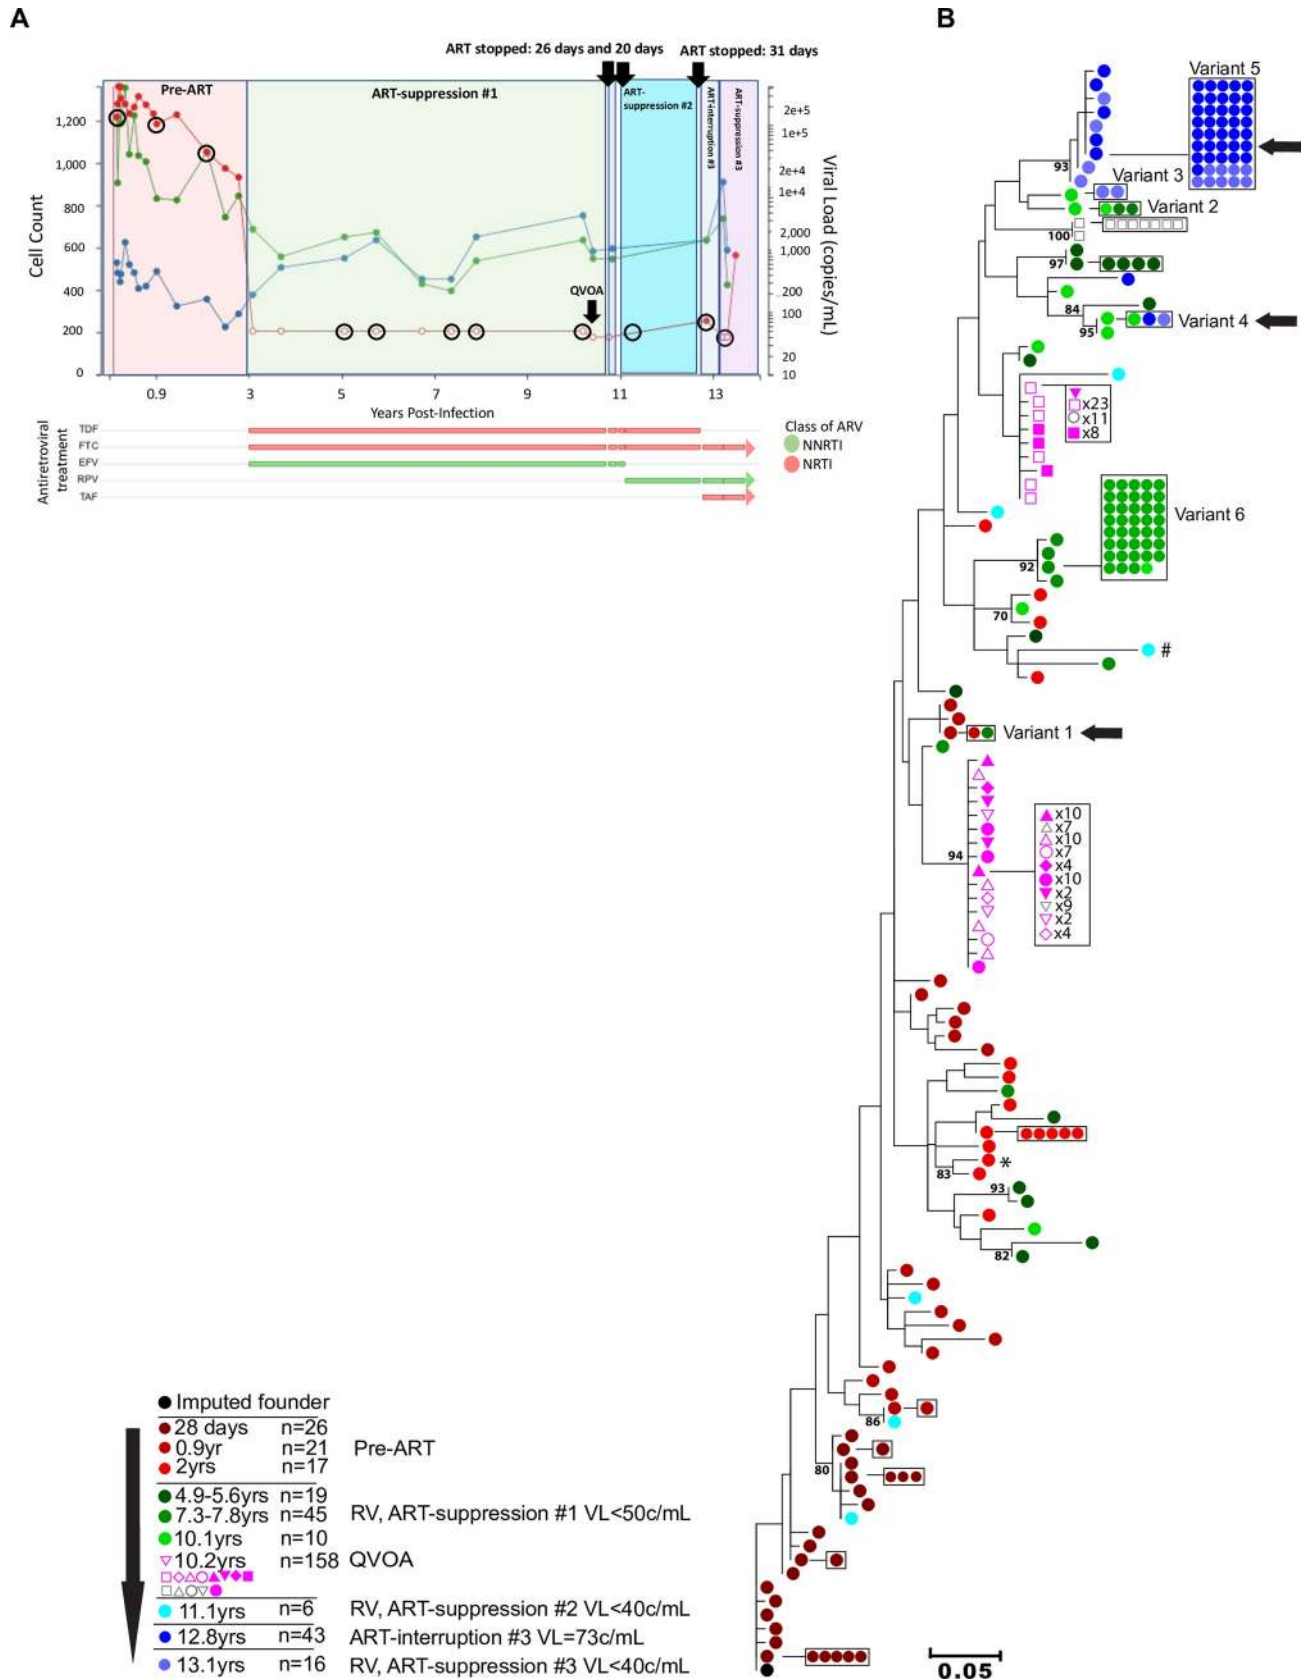 A
B
ART stopped: 26 days and 20 days
ART stopped: 31 days
Pre-ART
ART-suppression #1
ART-
suppression #2
ART-interruption #3
ART-suppression #3
QVOA
Cell Count
1,200
1,000
800
600
400
200
0
Viral Load (copies/mL)
2e+5
1e+5
2e+4
1e+4
2,000
1,000
200
100
20
10
0.9
3
5
7
9
11
13
Years Post-Infection
Antiretroviral
treatment
TDF
FTC
EFV
RPV
TAF
Class of ARV
NNRTI
NRTI
Variant 5
93
Variant 3
Variant 2
100
97
84
Variant 4
95
x23
x11
x8
Variant 6
92
70
#
Variant 1
94
x10
x7
x10
x7
x4
x10
x2
x9
x2
x4
*
83
93
82
86
80
Imputed founder
28 days n=26
0.9yr n=21 Pre-ART
2yrs n=17
4.9-5.6yrs n=19
7.3-7.8yrs n=45 RV, ART-suppression #1 VL<50c/mL
10.1yrs n=10
10.2yrs n=158 QVOA
11.1yrs n=6 RV, ART-suppression #2 VL<40c/mL
12.8yrs n=43 ART-interruption #3 VL=73c/mL
13.1yrs n=16 RV, ART-suppression #3 VL<40c/mL
0.05